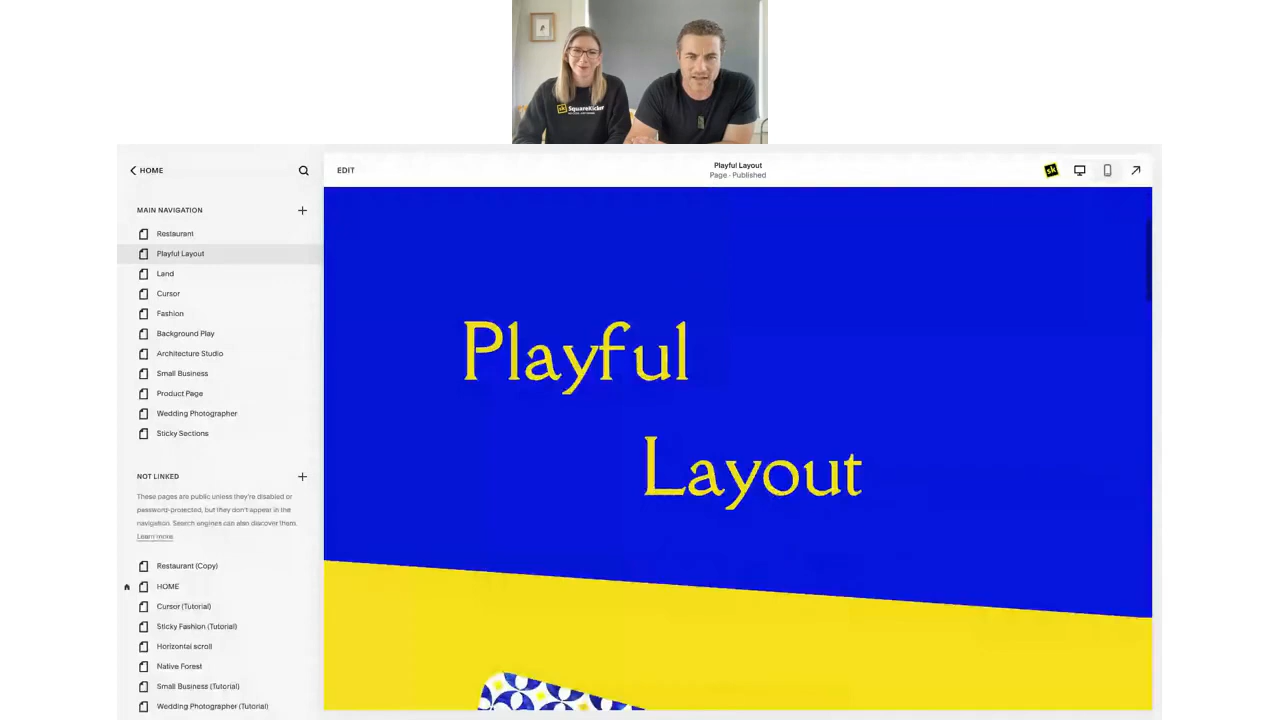 SquareKicker
HOME
EDIT
Playful Layout
Page · Published
sk
MAIN NAVIGATION
Restaurant
Playful Layout
Land
Cursor
Fashion
Background Play
Architecture Studio
Small Business
Product Page
Wedding Photographer
Sticky Sections
NOT LINKED
These pages are public unless they're disabled or
password-protected, but they don't appear in the
navigation. Search engines can also discover them.
Learn more
Restaurant (Copy)
HOME
Cursor (Tutorial)
Sticky Fashion (Tutorial)
Horizontal scroll
Native Forest
Small Business (Tutorial)
Wedding Photographer (Tutorial)
Playful
Layout